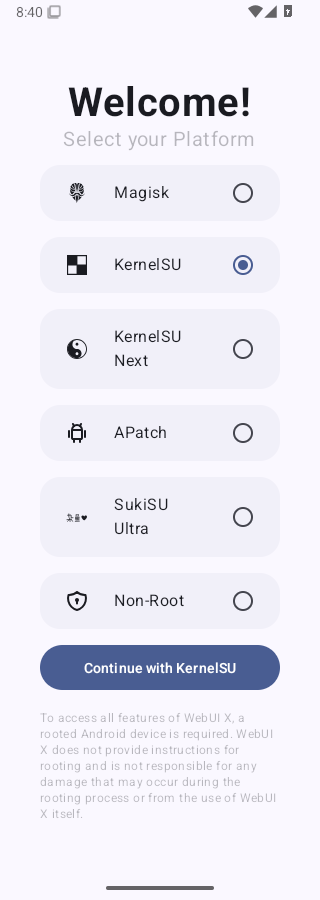 8:40
Welcome!
Select your Platform
Magisk
KernelSU
KernelSU
Next
APatch
SukiSU
Ultra
Non-Root
Continue with KernelSU
To access all features of WebUI X, a
rooted Android device is required. WebUI
X does not provide instructions for
rooting and is not responsible for any
damage that may occur during the
rooting process or from the use of WebUI
X itself.